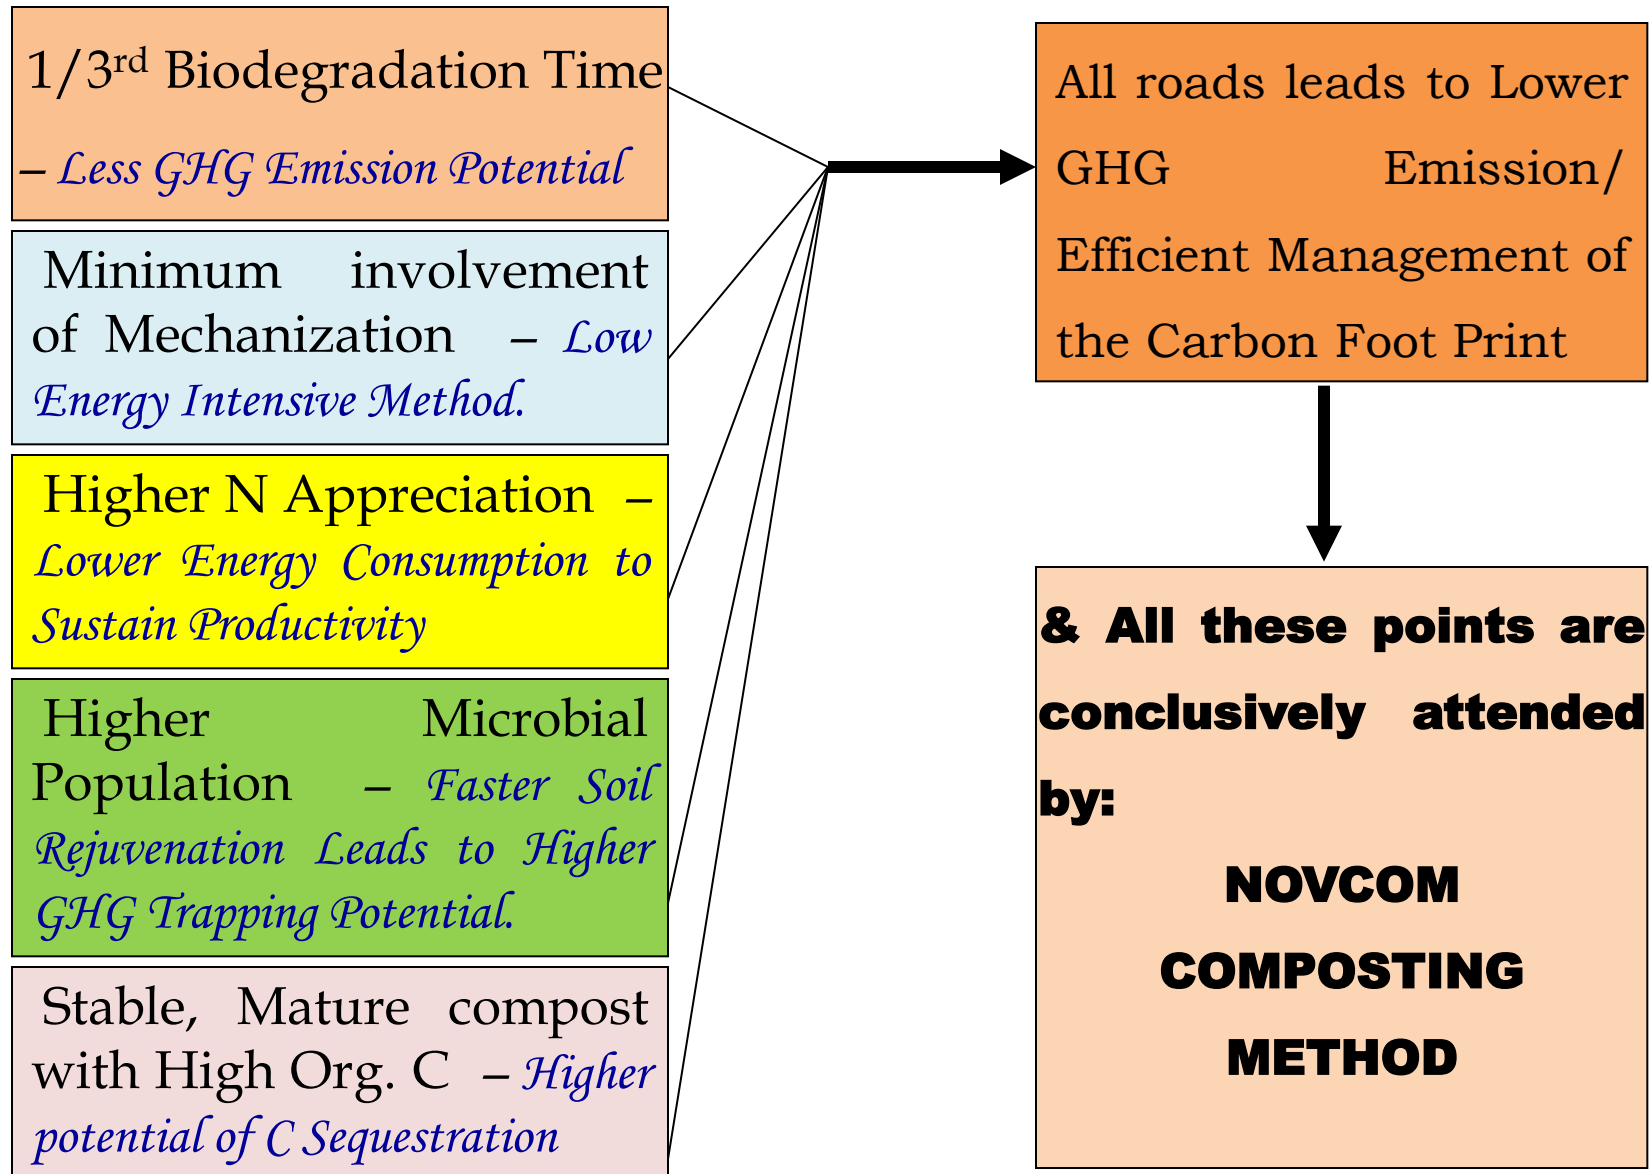 1/3rd Biodegradation Time
– Less GHG Emission Potential
Minimum involvement
of Mechanization – Low
Energy Intensive Method.
Higher N Appreciation –
Lower Energy Consumption to
Sustain Productivity
Higher Microbial
Population – Faster Soil
Rejuvenation Leads to Higher
GHG Trapping Potential.
Stable, Mature compost
with High Org. C – Higher
potential of C Sequestration
All roads leads to Lower
GHG Emission/
Efficient Management of
the Carbon Foot Print
& All these points are
conclusively attended
by:
NOVCOM
COMPOSTING
METHOD